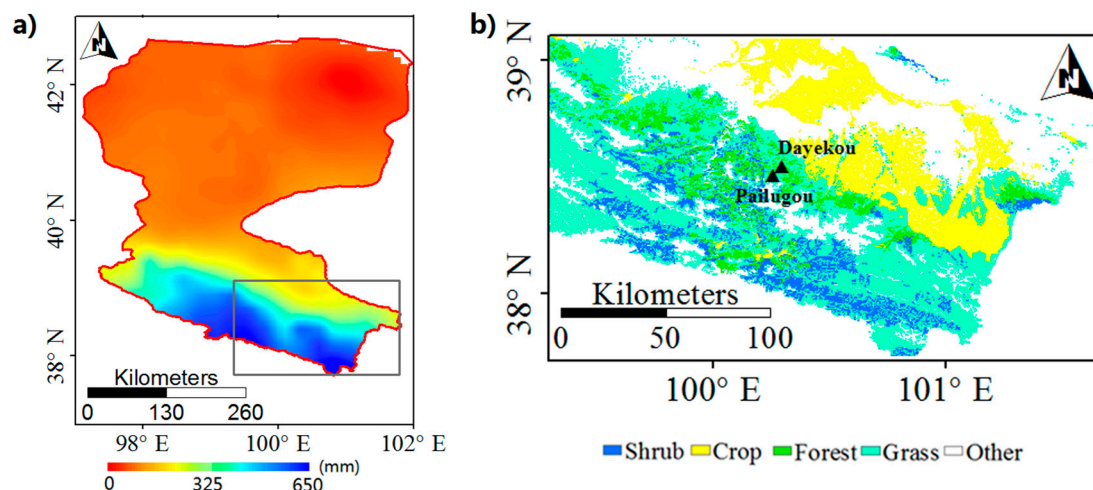 a)
N
42° N
40° N
38° N
Kilometers
0 130 260
98° E 100° E 102° E
0 325 650 (mm)
b)
N
39° N
38° N
Dayekou
Pailugou
Kilometers
0 50 100
100° E 101° E
Shrub Crop Forest Grass Other